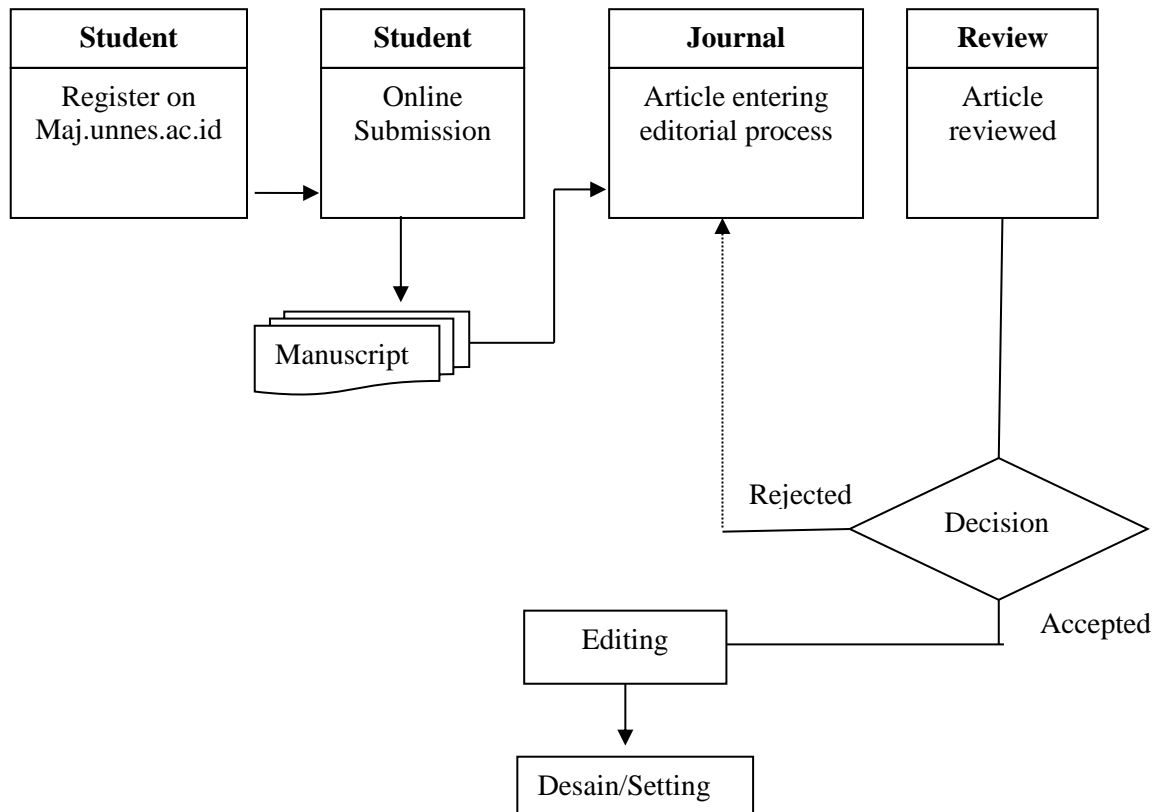 Student
Register on
Maj.unnes.ac.id
Student
Online
Submission
Journal
Article entering
editorial process
Review
Article
reviewed
Manuscript
Rejected
Decision
Accepted
Editing
Desain/Setting